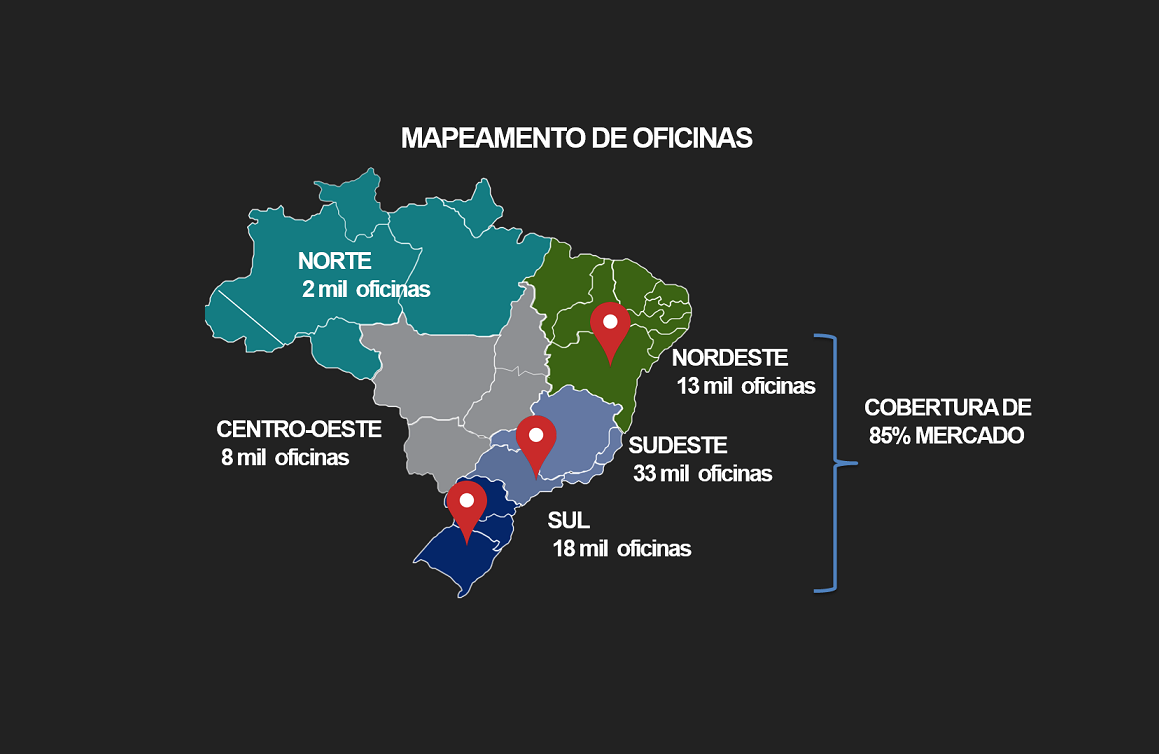 MAPEAMENTO DE OFICINAS
NORTE
2 mil oficinas
NORDESTE
13 mil oficinas
CENTRO-OESTE
8 mil oficinas
SUDESTE
33 mil oficinas
SUL
18 mil oficinas
COBERTURA DE
85% MERCADO